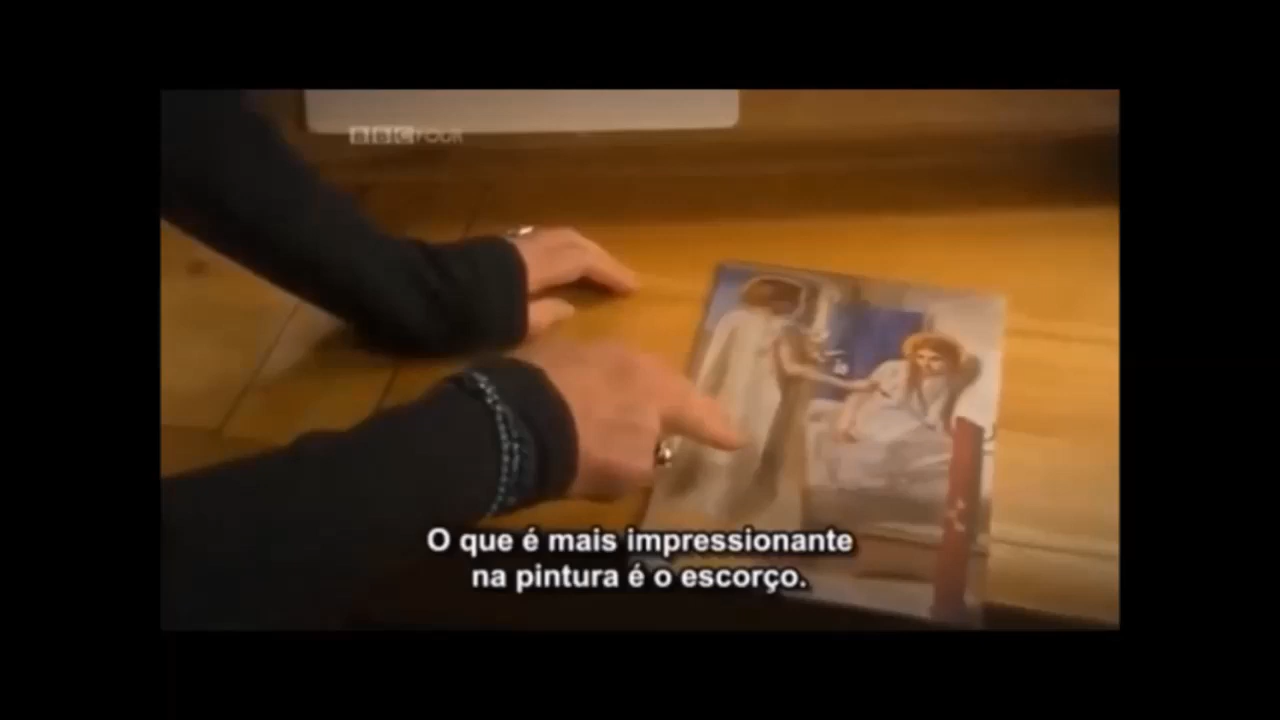 BBC FOUR
O que é mais impressionante
na pintura é o escorço.